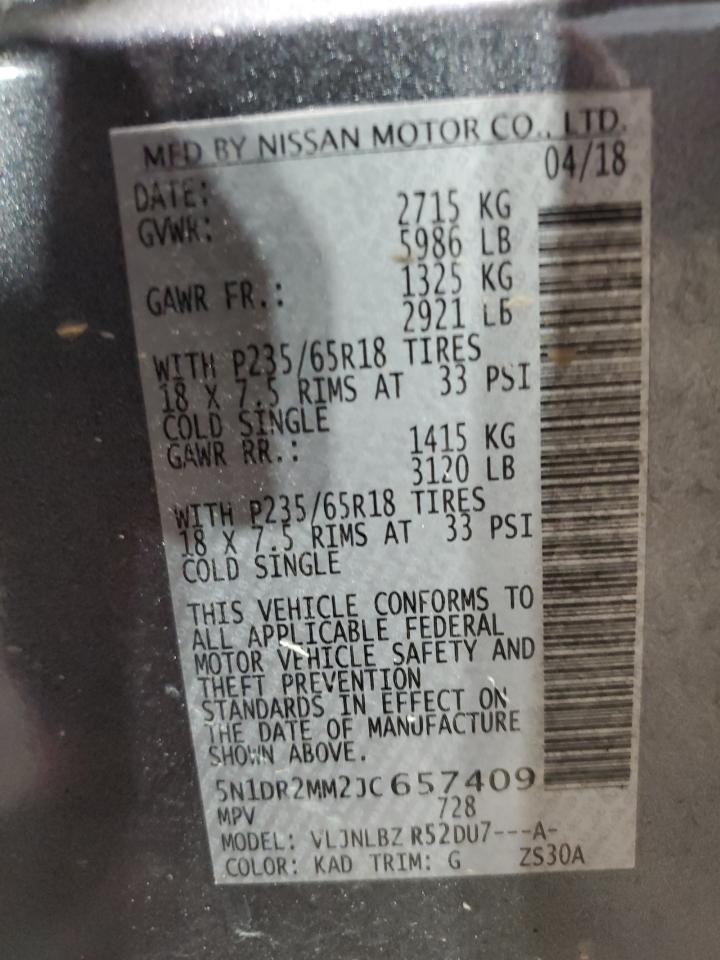 MFD BY NISSAN MOTOR CO., LTD.
DATE: 04/18
GVWR: 2715 KG
5986 LB
GAWR FR.: 1325 KG
2921 LB
WITH P235/65R18 TIRES
18 X 7.5 RIMS AT 33 PSI
COLD SINGLE
GAWR RR.: 1415 KG
3120 LB
WITH P235/65R18 TIRES
18 X 7.5 RIMS AT 33 PSI
COLD SINGLE
THIS VEHICLE CONFORMS TO
ALL APPLICABLE FEDERAL
MOTOR VEHICLE SAFETY AND
THEFT PREVENTION
STANDARDS IN EFFECT ON
THE DATE OF MANUFACTURE
SHOWN ABOVE.
5N1DR2MM2JC657409
MPV 728
MODEL: VLJNLBZ R52DU7---A-
COLOR: KAD TRIM: G ZS30A